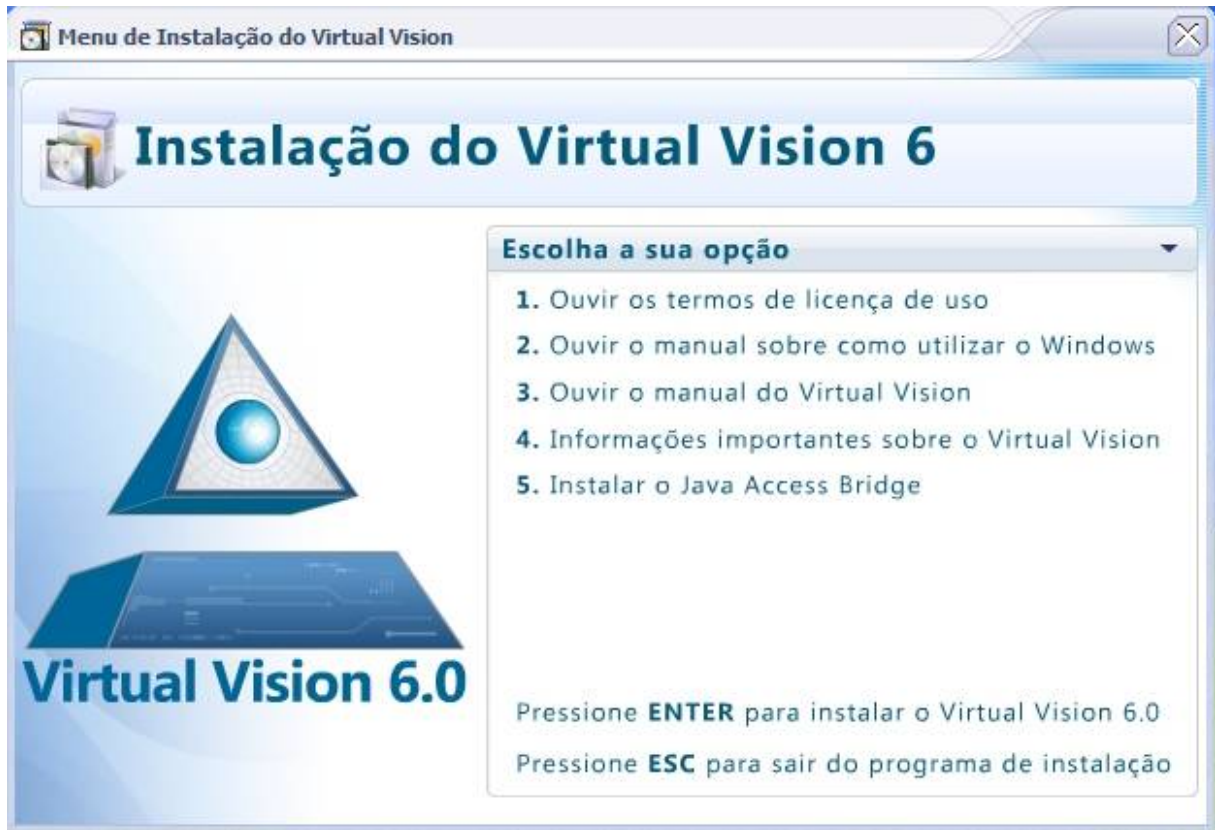 Menu de Instalação do Virtual Vision
Instalação do Virtual Vision 6
Escolha a sua opção
1. Ouvir os termos de licença de uso
2. Ouvir o manual sobre como utilizar o Windows
3. Ouvir o manual do Virtual Vision
4. Informações importantes sobre o Virtual Vision
5. Instalar o Java Access Bridge
Virtual Vision 6.0
Pressione ENTER para instalar o Virtual Vision 6.0
Pressione ESC para sair do programa de instalação